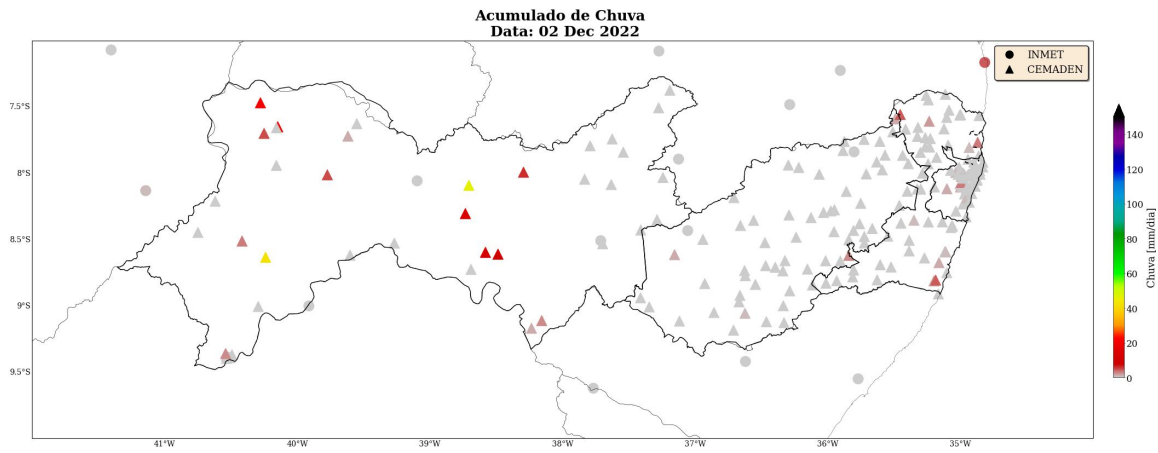 Acumulado de Chuva
Data: 02 Dec 2022
INMET
CEMADEN
7.5°S
8°S
8.5°S
9°S
9.5°S
41°W
40°W
39°W
38°W
37°W
36°W
35°W
140
120
100
80
60
40
20
0
Chuva [mm/dia]